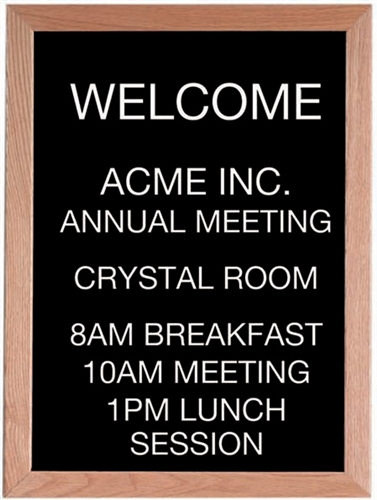 WELCOME
ACME INC.
ANNUAL MEETING
CRYSTAL ROOM
8AM BREAKFAST
10AM MEETING
1PM LUNCH
SESSION